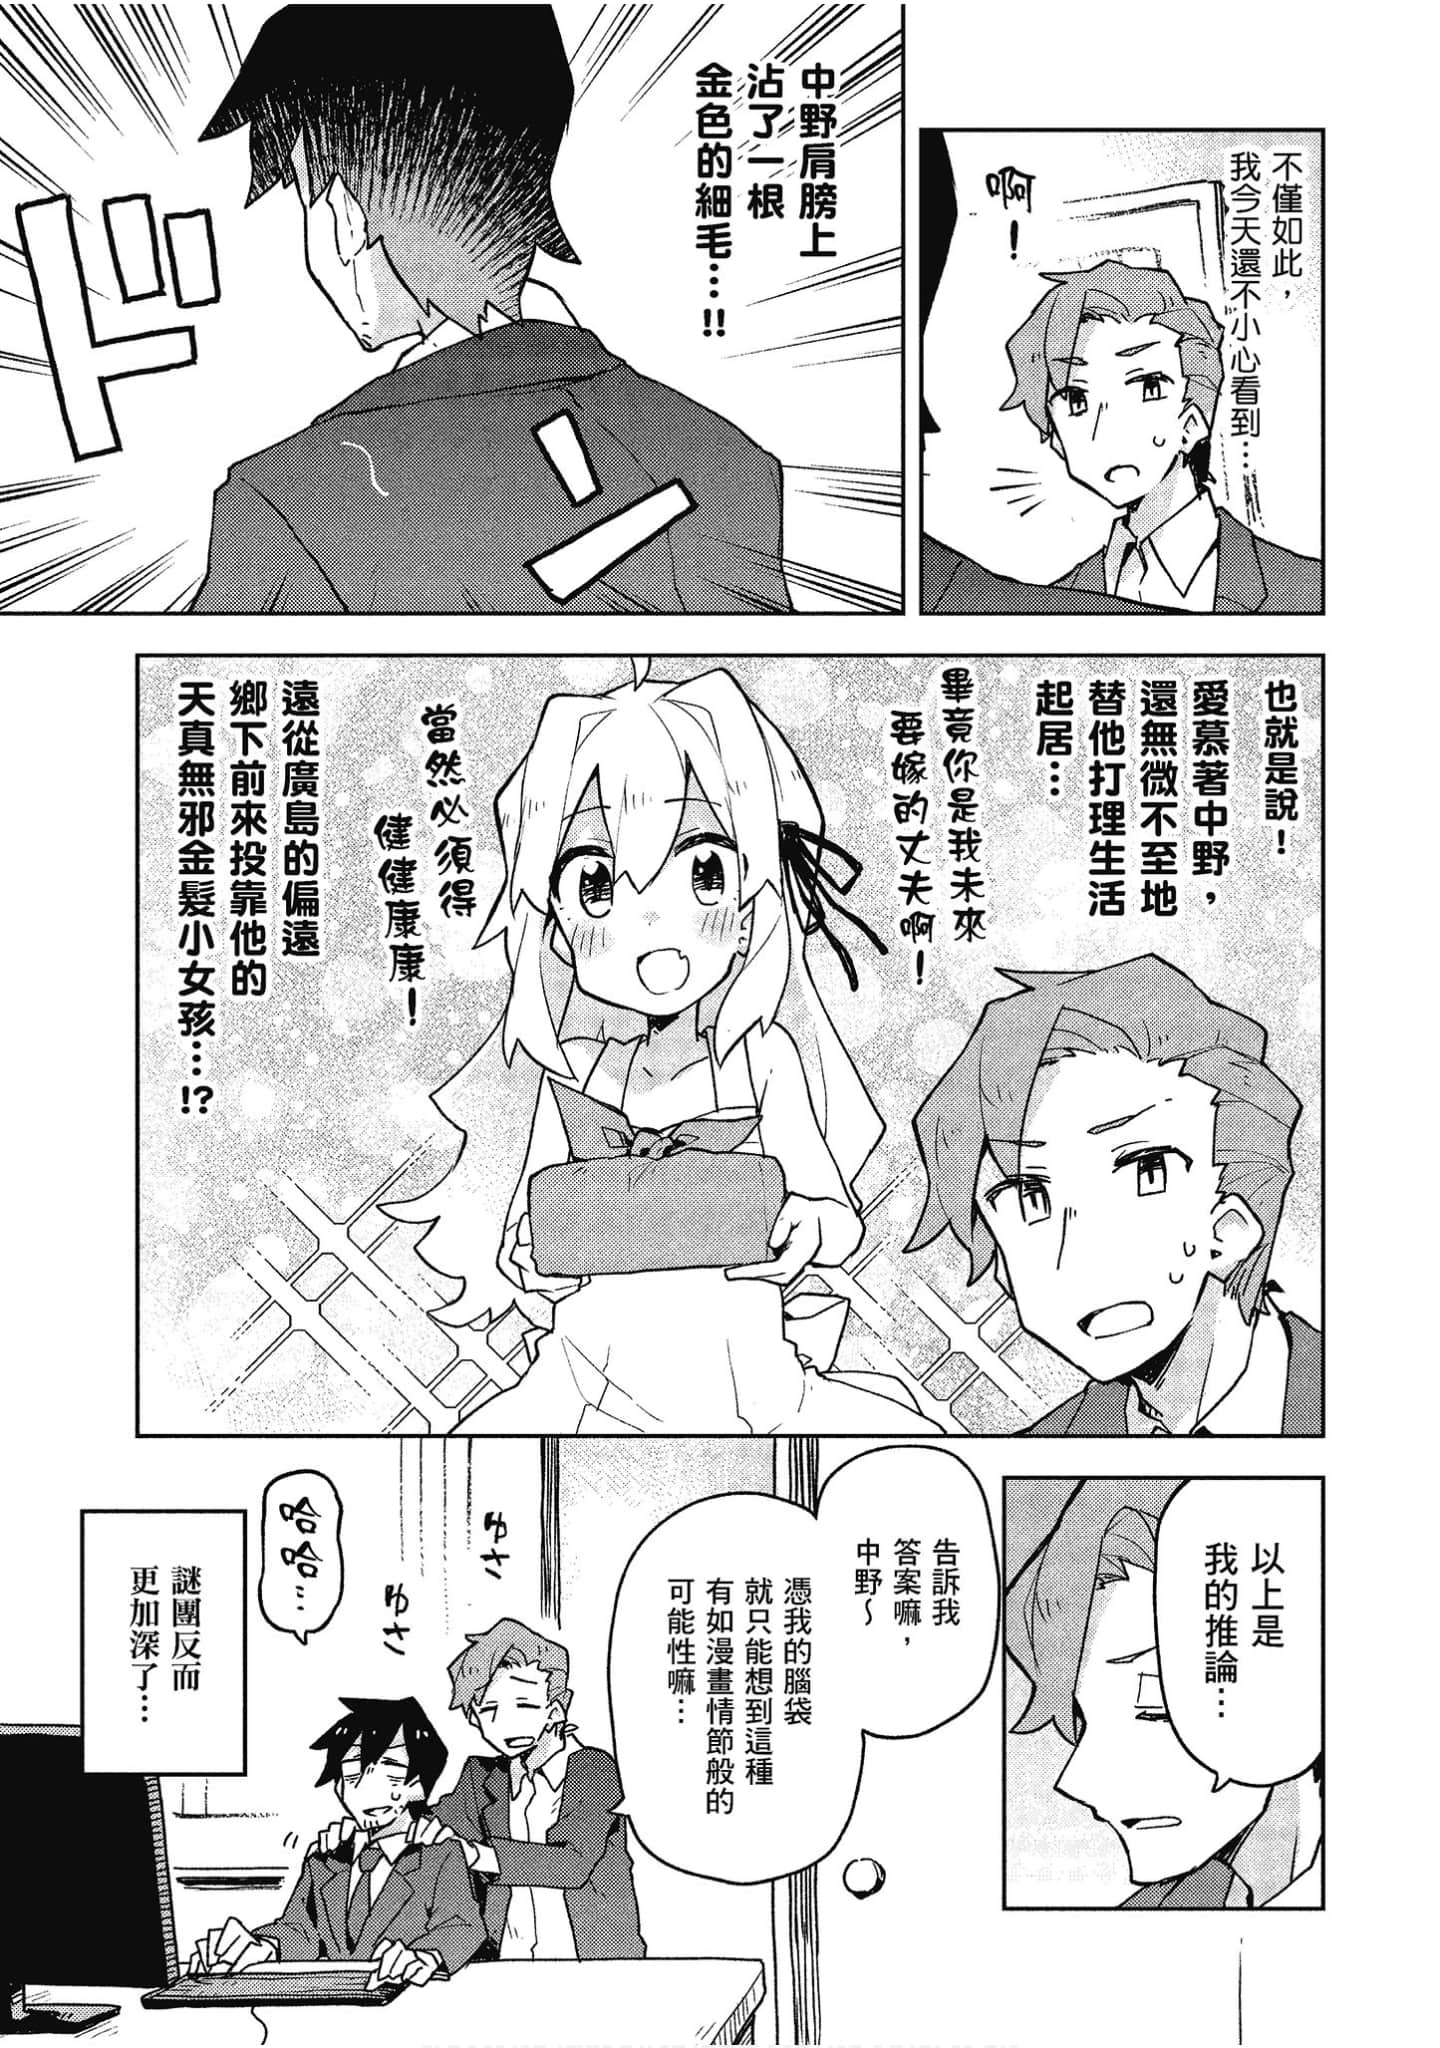 不僅如此，
我今天還不小心看到…
啊！
中野肩膀上
沾了一根
金色的細毛…!!
ドン
也就是說！
愛慕著中野，
還無微不至地
替他打理生活
起居…
畢竟你是我未來
要嫁的丈夫啊！
當然必須得
健健康康！
遠從廣島的偏遠
鄉下前來投靠他的
天真無邪金髮小女孩…!?
以上是
我的推論…
告訴我
答案嘛，
中野～
憑我的腦袋
就只能想到這種
有如漫畫情節般的
可能性嘛…
ゆさ
ゆさ
哈哈…
謎團反而
更加深了…